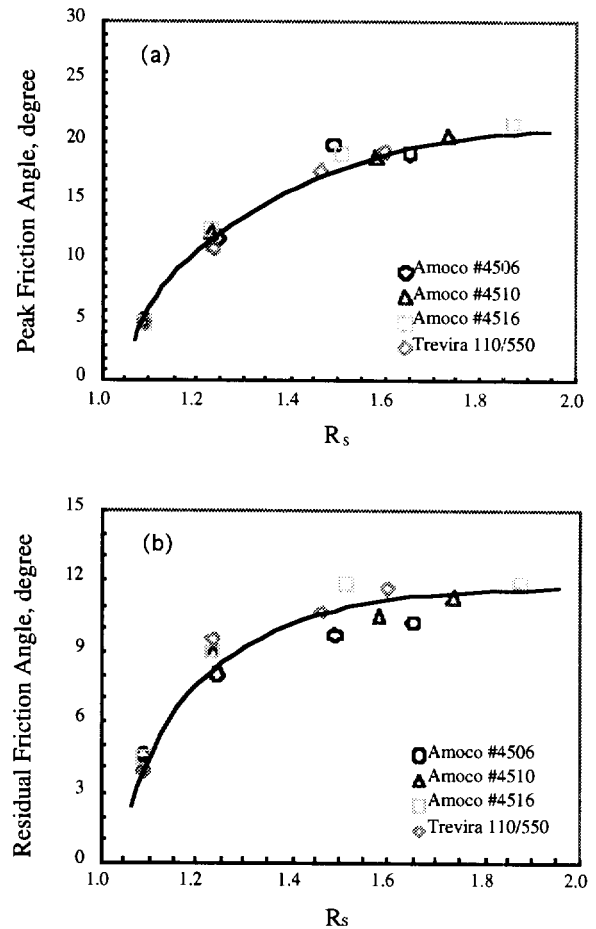 30
25
20
15
10
5
0
Peak Friction Angle, degree
(a)
Amoco #4506
Amoco #4510
Amoco #4516
Trevira 110/550
1.0 1.2 1.4 1.6 1.8 2.0
Rs
15
12
9
6
3
0
Residual Friction Angle, degree
(b)
Amoco #4506
Amoco #4510
Amoco #4516
Trevira 110/550
1.0 1.2 1.4 1.6 1.8 2.0
Rs